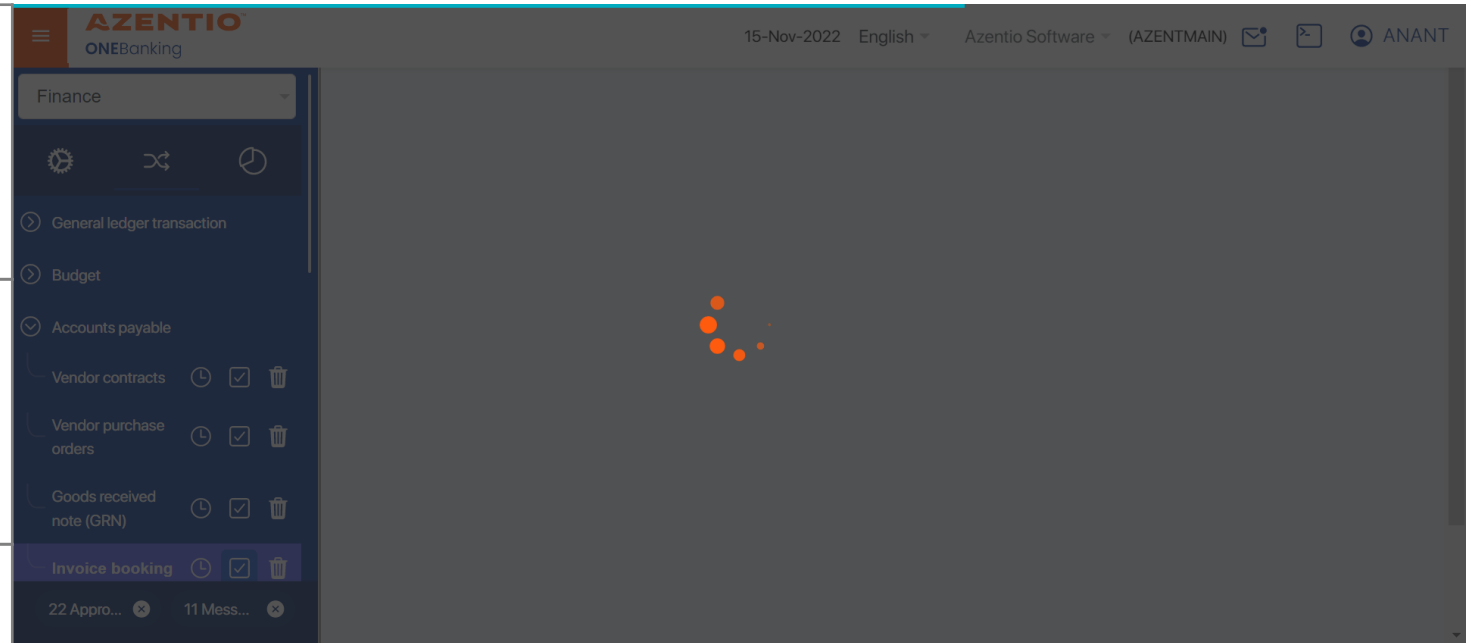 AZENTIO
ONEBanking
15-Nov-2022 English Azentio Software (AZENTMAIN) ANANT
Finance
General ledger transaction
Budget
Accounts payable
Vendor contracts
Vendor purchase
orders
Goods received
note (GRN)
Invoice booking
22 Appro... 11 Mess...